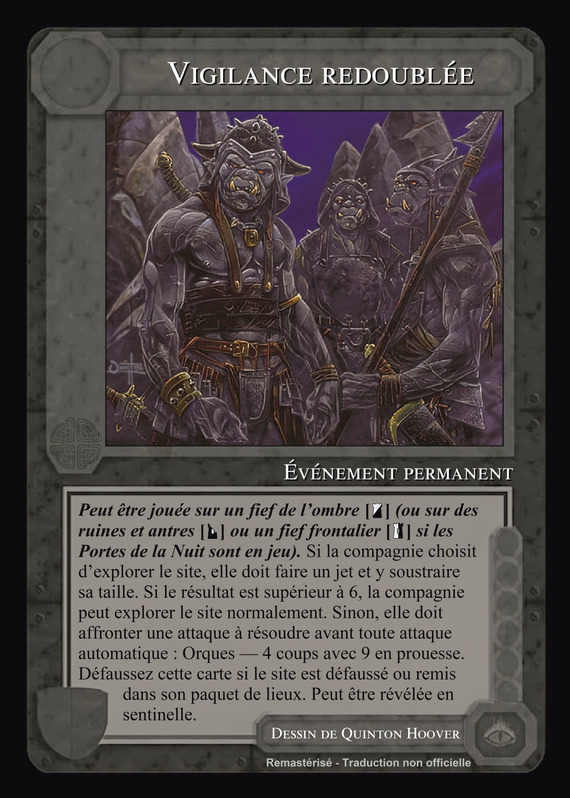 Vigilance redoublée
Événement permanent
Peut être jouée sur un fief de l'ombre [] (ou sur des
ruines et antres [] ou un fief frontalier [] si les
Portes de la Nuit sont en jeu). Si la compagnie choisit
d'explorer le site, elle doit faire un jet et y soustraire
sa taille. Si le résultat est supérieur à 6, la compagnie
peut explorer le site normalement. Sinon, elle doit
affronter une attaque à résoudre avant toute attaque
automatique : Orques — 4 coups avec 9 en prouesse.
Défaussez cette carte si le site est défaussé ou remis
dans son paquet de lieux. Peut être révélée en
sentinelle.
Dessin de Quinton Hoover
Remastérisé - Traduction non officielle